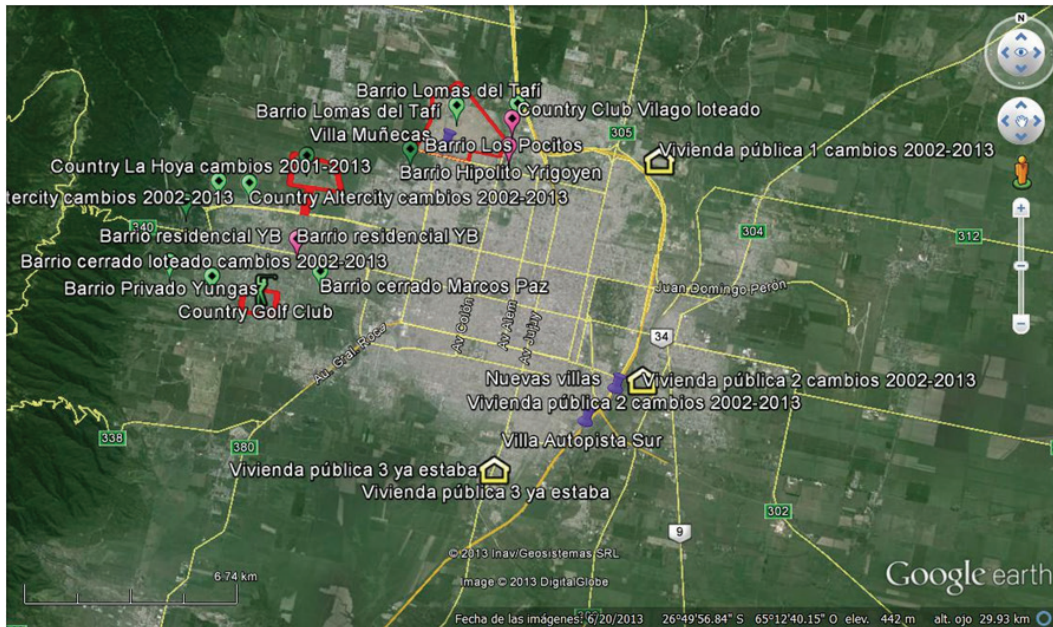 N
Barrio Lomas del Tafí
Barrio Lomas del Tafí
Country Club Vilago loteado
Villa Muñecas
Barrio Los Pocitos
305
Vivienda pública 1 cambios 2002-2013
Country La Hoya cambios 2001-2013
Barrio Hipolito Yrigoyen
tercity cambios 2002-2013
Country Altercity cambios 2002-2013
340
304
312
Barrio residencial YB
Barrio residencial YB
Barrio cerrado loteado cambios 2002-2013
Barrio Privado Yungas
Barrio cerrado Marcos Paz
Juan Domingo Perón
Country Golf Club
Av Colón
Av Alem
Av Jujuy
Au. Gral. Roca
34
Nuevas villas
Vivienda pública 2 cambios 2002-2013
Vivienda pública 2 cambios 2002-2013
Villa Autopista Sur
338
380
Vivienda pública 3 ya estaba
Vivienda pública 3 ya estaba
302
9
© 2013 Inav/Geosistemas SRL
6.74 km
Image © 2013 DigitalGlobe
Google earth
Fecha de las imágenes: 6/20/2013 26°49'56.84" S 65°12'40.15" O elev. 442 m alt. ojo 29.93 km